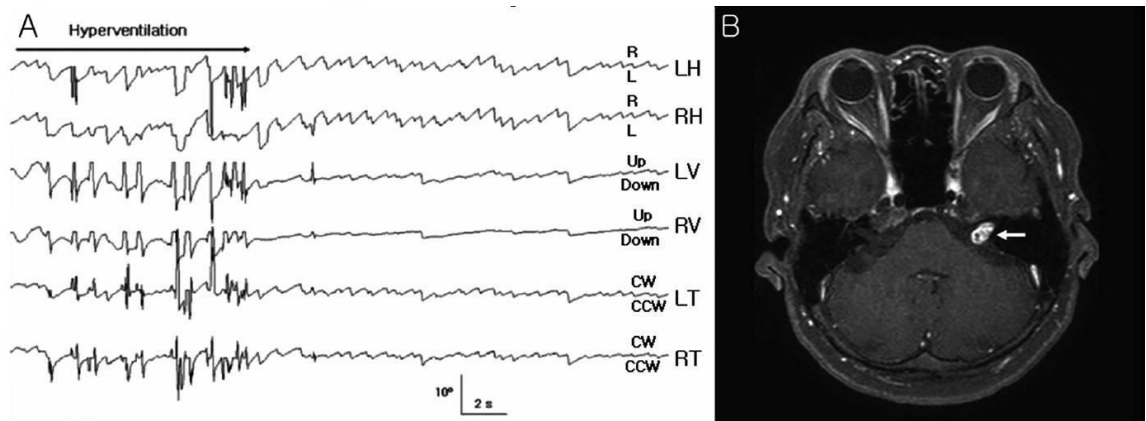 A
Hyperventilation
R
L
LH
R
L
RH
Up
Down
LV
Up
Down
RV
CW
CCW
LT
CW
CCW
RT
10°
2 s
B